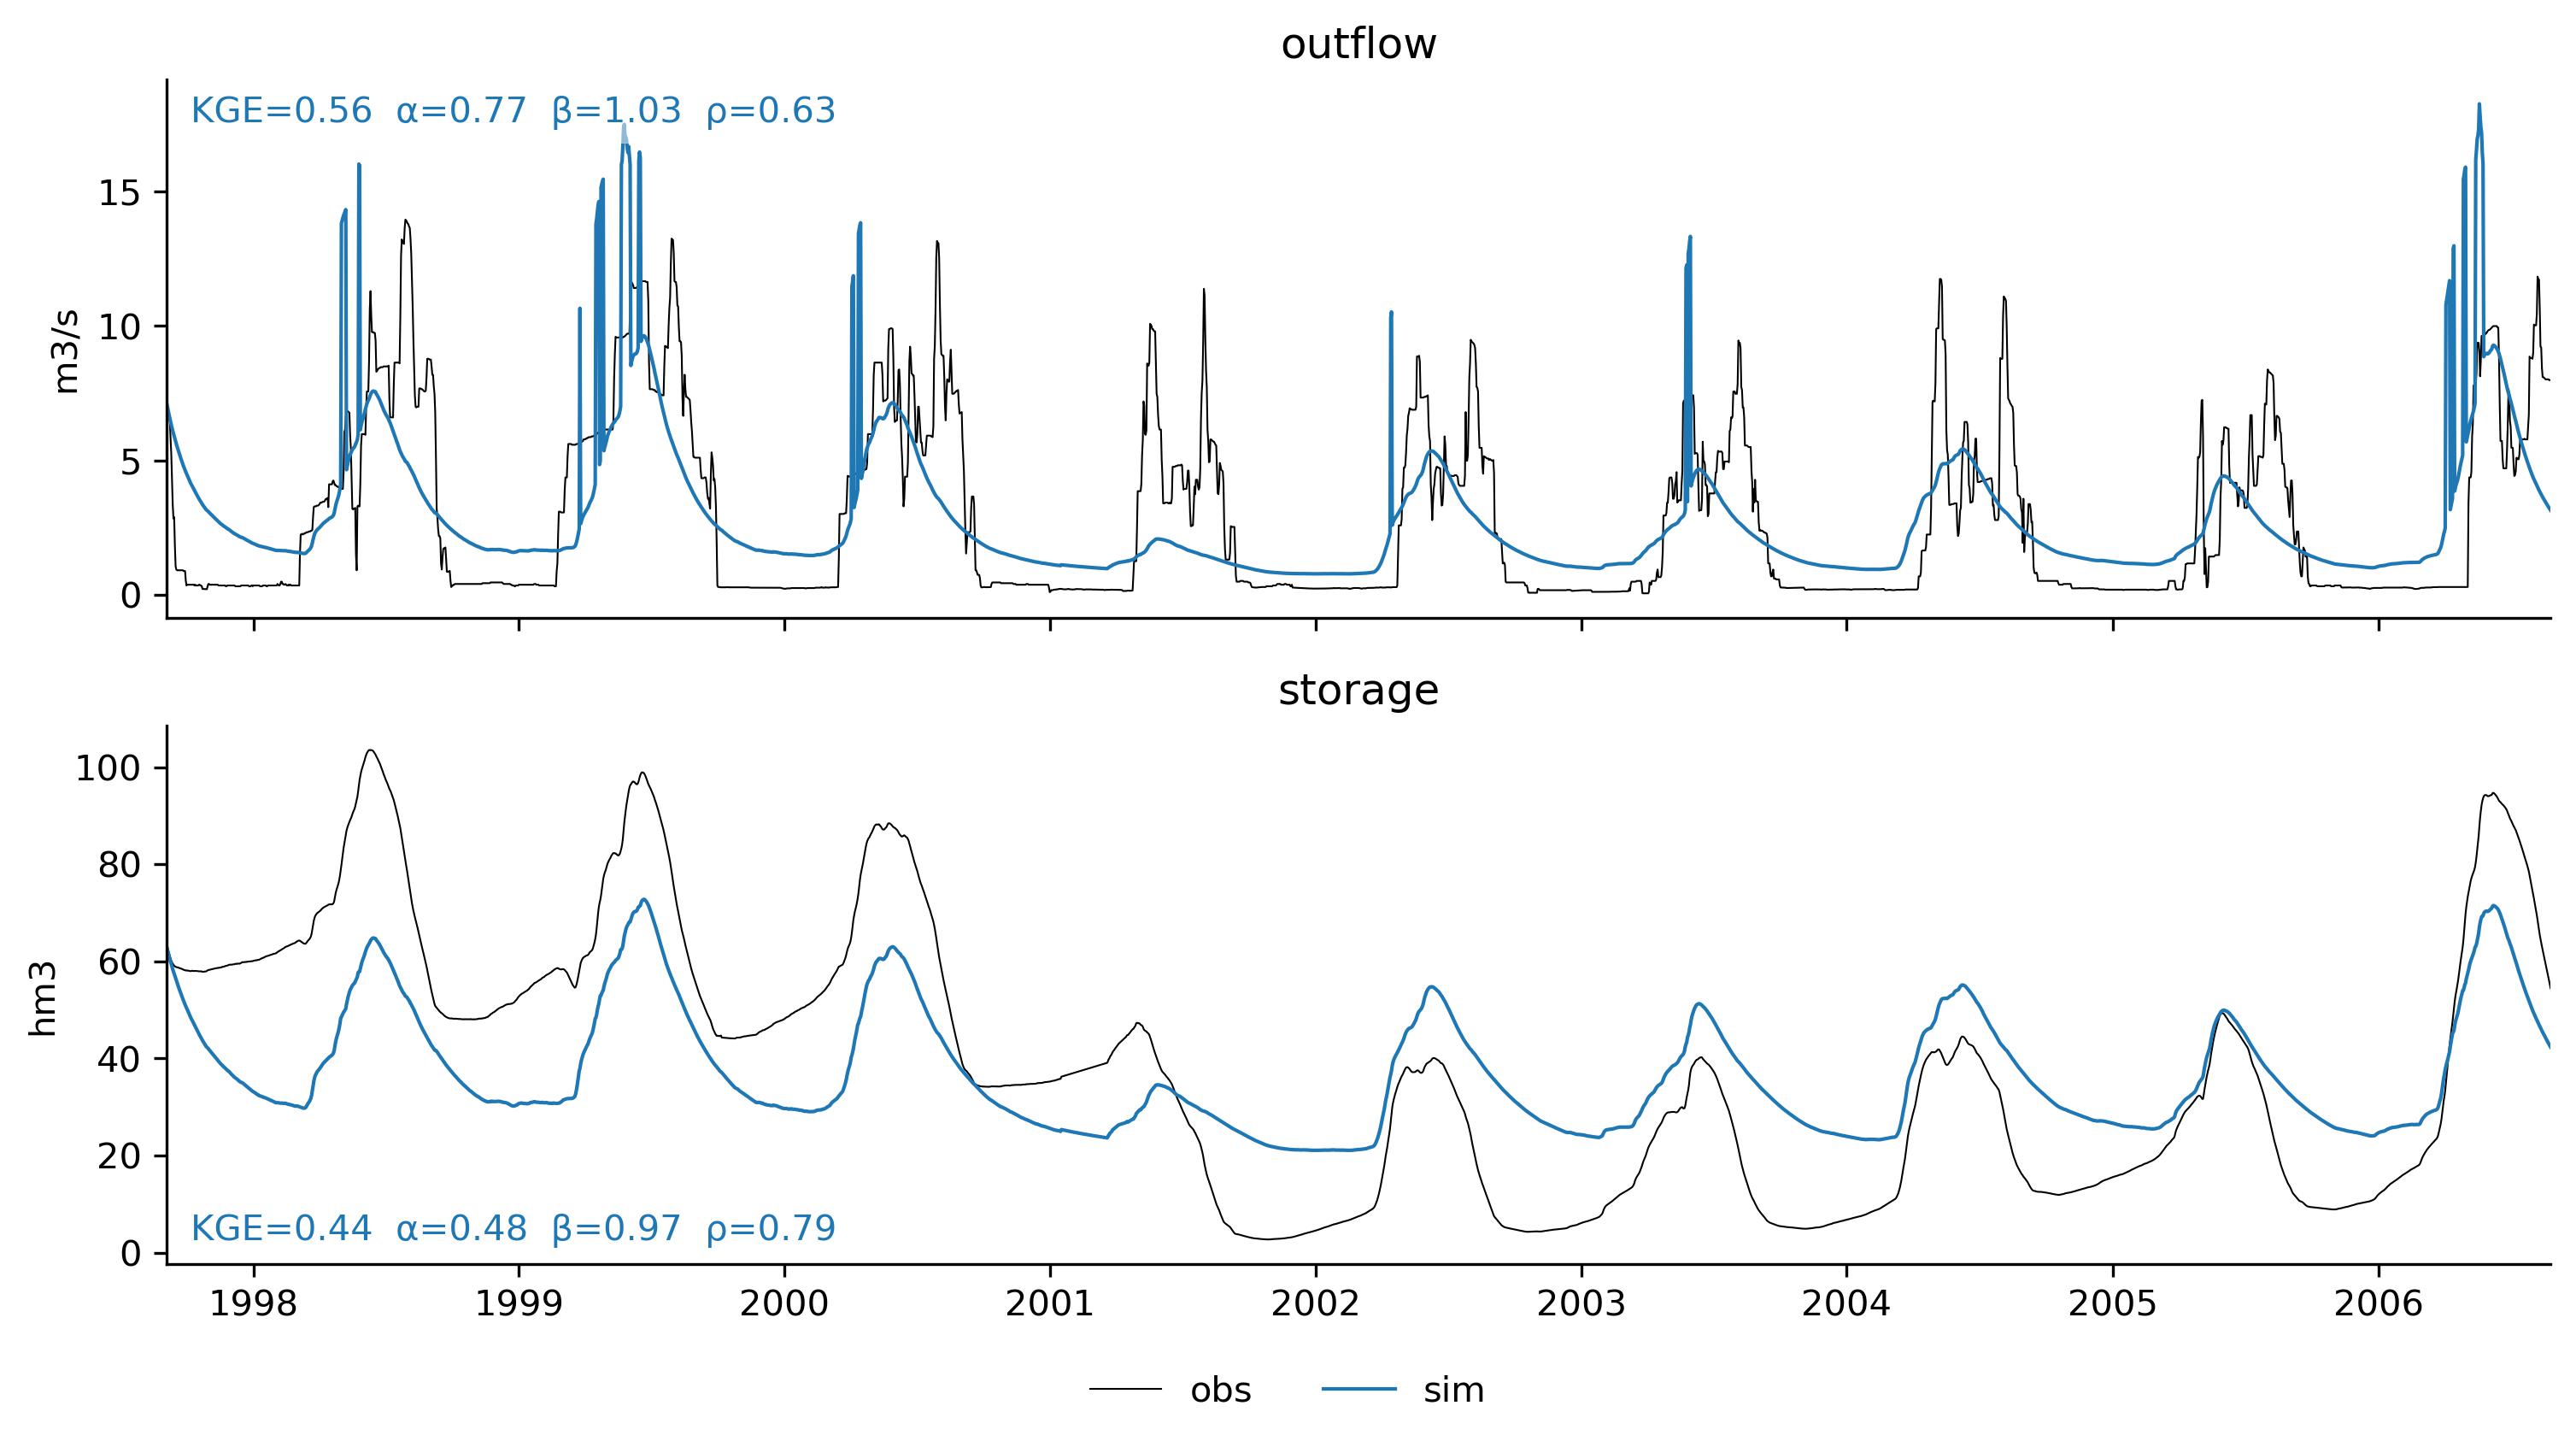 outflow
KGE=0.56 α=0.77 β=1.03 ρ=0.63
15
10
5
0
m3/s
storage
100
80
60
40
20
0
hm3
KGE=0.44 α=0.48 β=0.97 ρ=0.79
1998 1999 2000 2001 2002 2003 2004 2005 2006
obs sim